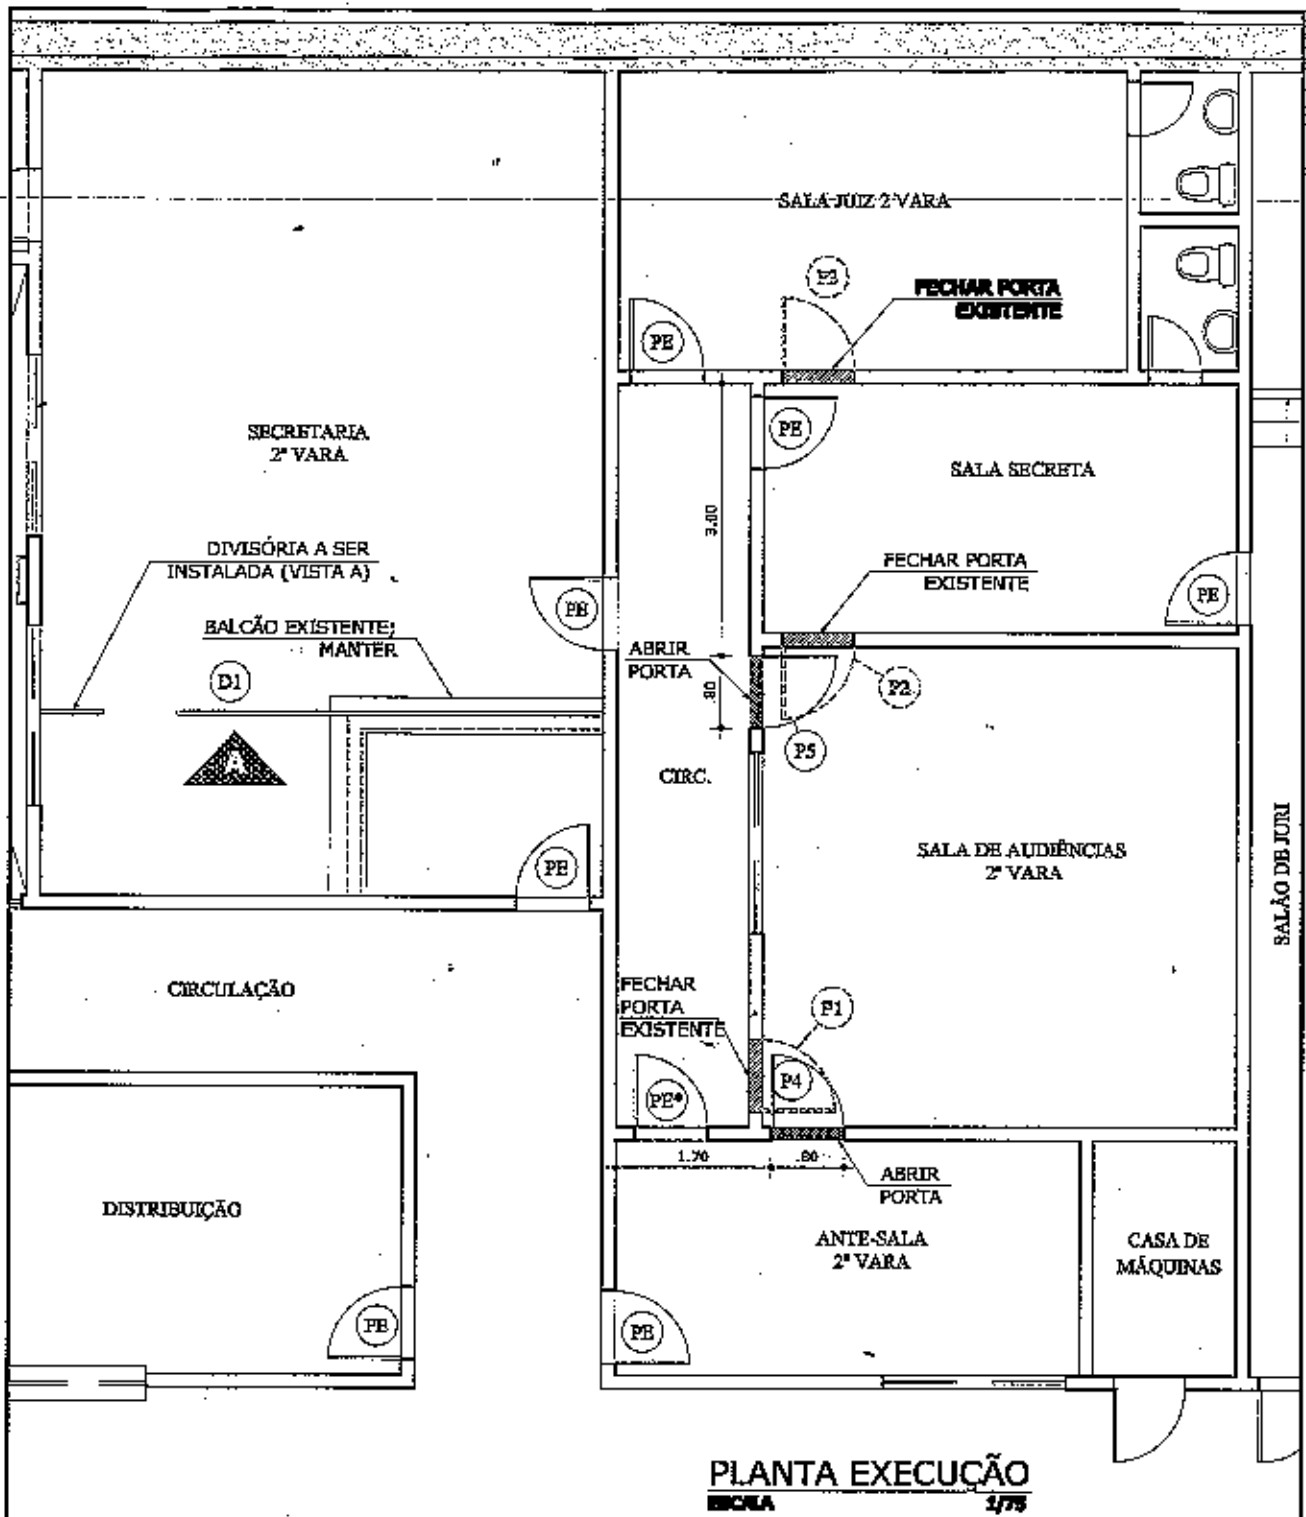 SALA JUIZ 2ª VARA
P3
FECHAR PORTA
EXISTENTE
PE
PE
SECRETARIA
2ª VARA
SALA SECRETA
3.00
DIVISÓRIA A SER
INSTALADA (VISTA A)
FECHAR PORTA
EXISTENTE
PE
PE
BALCÃO EXISTENTE;
MANTER
ABRIR
PORTA
D1
.80
P2
P5
A
CIRC.
SALA DE AUDIÊNCIAS
2ª VARA
PE
SALÃO DE JURI
CIRCULAÇÃO
FECHAR
PORTA
EXISTENTE
P1
P4
PE*
1.70
.80
ABRIR
PORTA
DISTRIBUIÇÃO
ANTE-SALA
2ª VARA
CASA DE
MÁQUINAS
PE
PE
PLANTA EXECUÇÃO
ESCALA 1/75